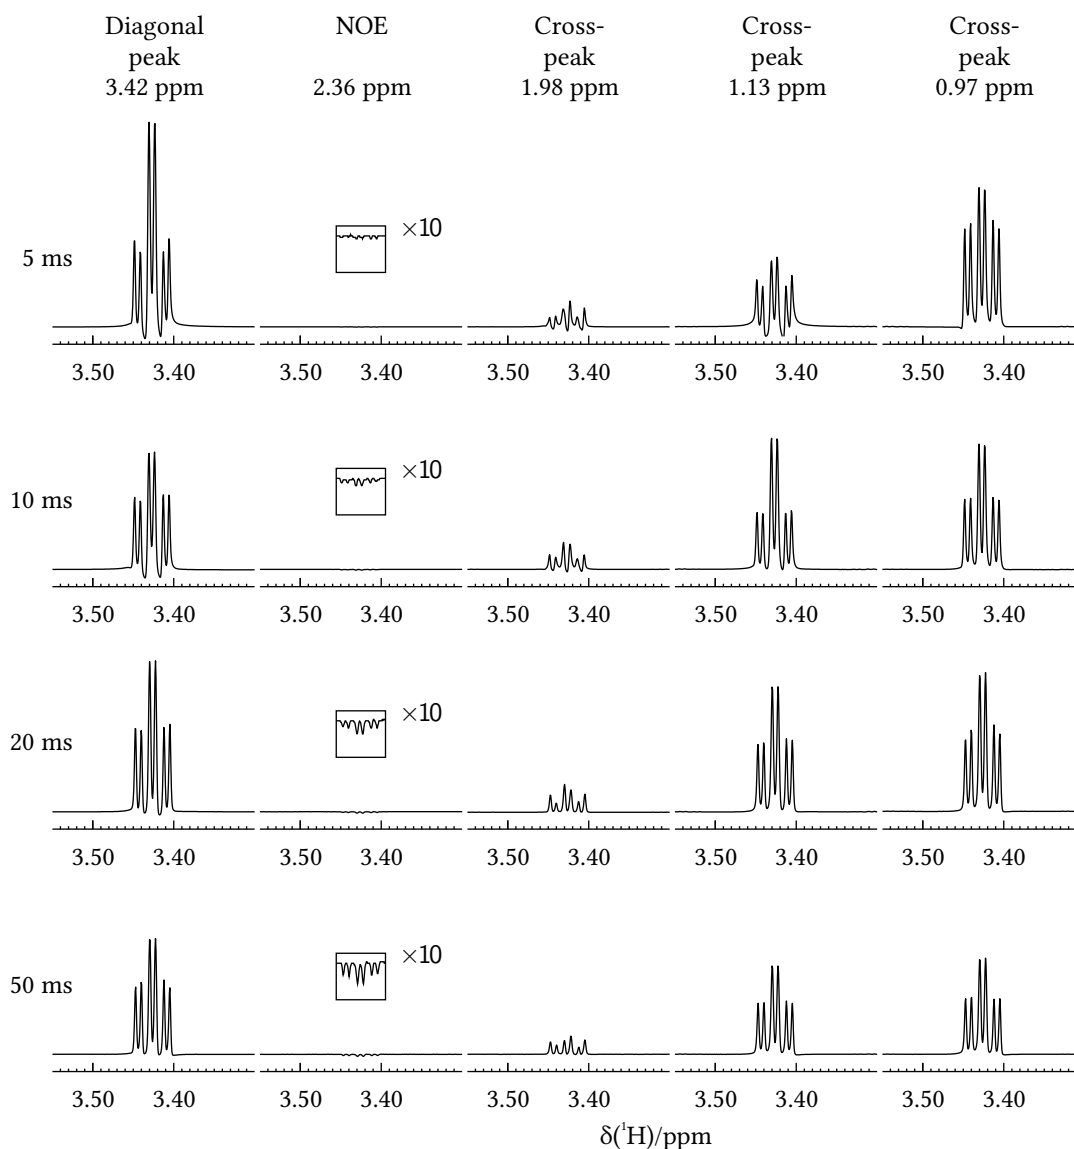 Diagonal peak 3.42 ppm
NOE 2.36 ppm
Cross-peak 1.98 ppm
Cross-peak 1.13 ppm
Cross-peak 0.97 ppm
5 ms
×10
3.50 3.40 3.50 3.40 3.50 3.40 3.50 3.40 3.50 3.40
10 ms
×10
3.50 3.40 3.50 3.40 3.50 3.40 3.50 3.40 3.50 3.40
20 ms
×10
3.50 3.40 3.50 3.40 3.50 3.40 3.50 3.40 3.50 3.40
50 ms
×10
3.50 3.40 3.50 3.40 3.50 3.40 3.50 3.40 3.50 3.40
δ(¹H)/ppm